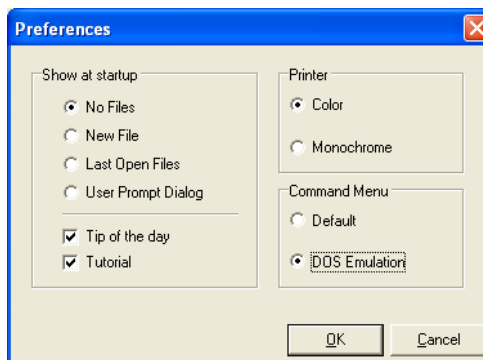 Preferences
Show at startup
No Files
New File
Last Open Files
User Prompt Dialog
Tip of the day
Tutorial
Printer
Color
Monochrome
Command Menu
Default
DOS Emulation
OK
Cancel